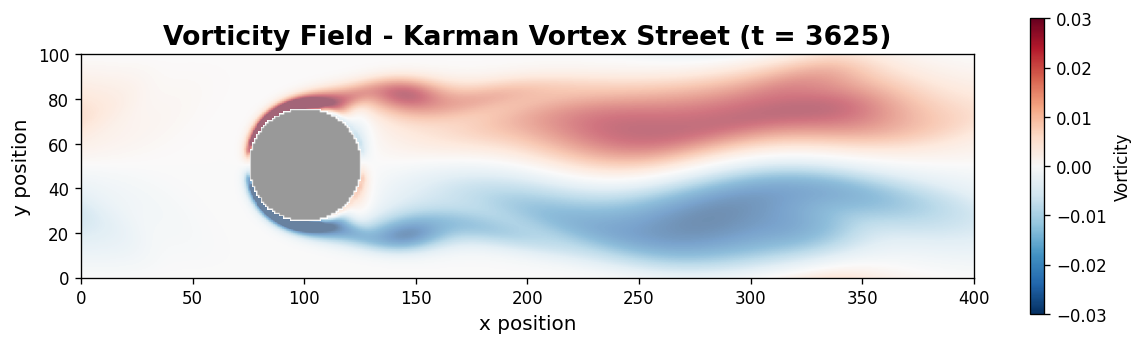 Vorticity Field - Karman Vortex Street (t = 3625)
100
80
60
40
20
0
y position
0 50 100 150 200 250 300 350 400
x position
0.03
0.02
0.01
0.00
−0.01
−0.02
−0.03
Vorticity